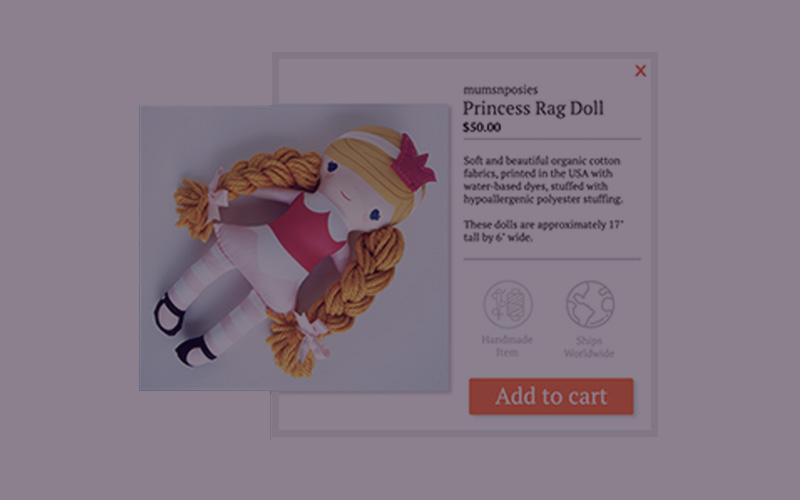 X
mumsnposies
Princess Rag Doll
$50.00
Soft and beautiful organic cotton
fabrics, printed in the USA with
water-based dyes, stuffed with
hypoallergenic polyester stuffing.
These dolls are approximately 17"
tall by 6" wide.
Handmade
Item
Ships
Worldwide
Add to cart